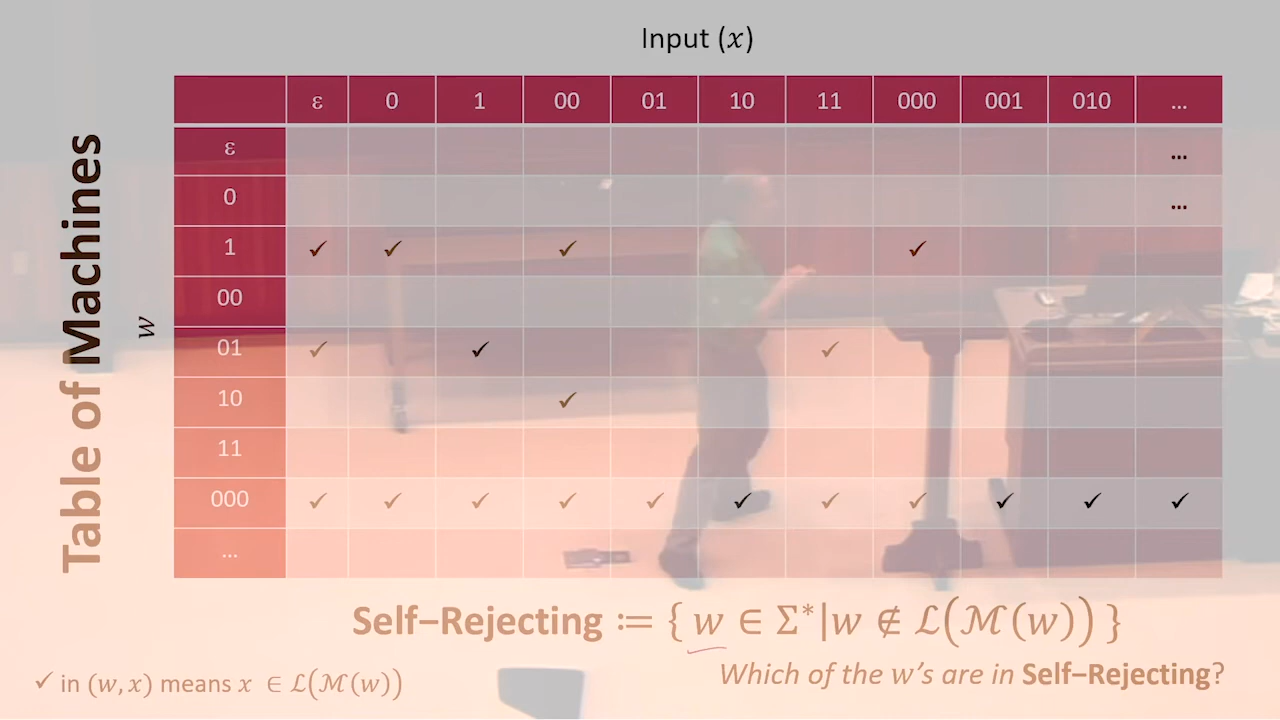 Input (x)
Table of Machines
w
ε 0 1 00 01 10 11 000 001 010 ...
ε ...
0 ...
1 ✓ ✓ ✓ ✓
00
01 ✓ ✓ ✓
10 ✓
11
000 ✓ ✓ ✓ ✓ ✓ ✓ ✓ ✓ ✓ ✓ ✓
...
Self−Rejecting ≔ { w ∈ Σ*|w ∉ ℒ(ℳ(w)) }
Which of the w’s are in Self−Rejecting?
✓ in (w, x) means x ∈ ℒ(ℳ(w))